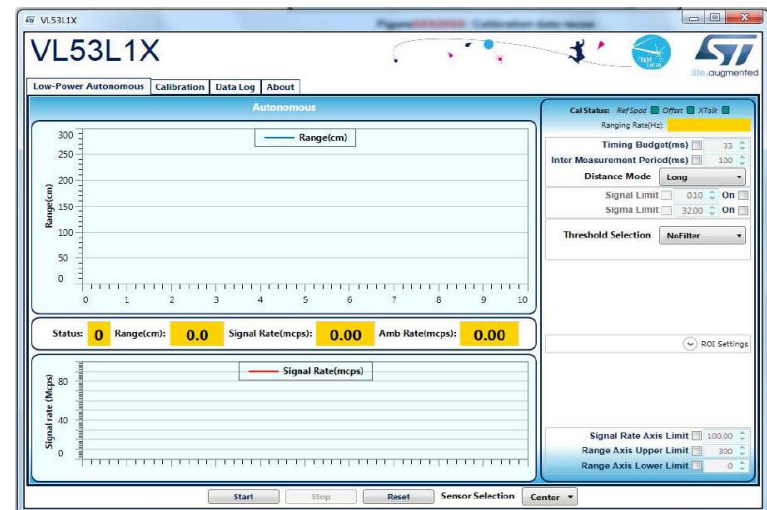 VL53L1X
VL53L1X
life.augmented
Low-Power Autonomous Calibration Data Log About
Autonomous
Cal Status: RefSpad Offset XTalk
Ranging Rate(Hz):
Range(cm)
Range(cm)
300
250
200
150
100
50
0
0 1 2 3 4 5 6 7 8 9 10
Timing Budget(ms) 33
Inter Measurement Period(ms) 100
Distance Mode Long
Signal Limit 0.10 On
Sigma Limit 32.00 On
Threshold Selection NoFilter
Status: 0 Range(cm): 0.0 Signal Rate(mcps): 0.00 Amb Rate(mcps): 0.00
ROI Settings
Signal Rate(mcps)
Signal rate (Mcps)
80
40
0
Signal Rate Axis Limit 100.00
Range Axis Upper Limit 300
Range Axis Lower Limit 0
Start Stop Reset Sensor Selection Center